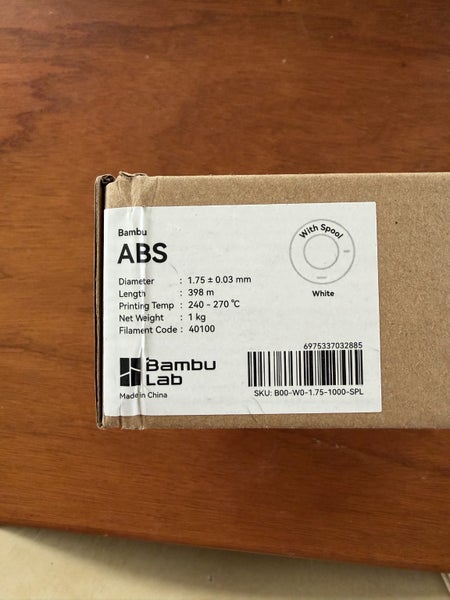 Bambu
ABS
Diameter : 1.75 ± 0.03 mm
Length : 398 m
Printing Temp : 240 - 270 °C
Net Weight : 1 kg
Filament Code : 40100
With Spool
White
Bambu
Lab
Made in China
6975337032885
SKU: B00-W0-1.75-1000-SPL